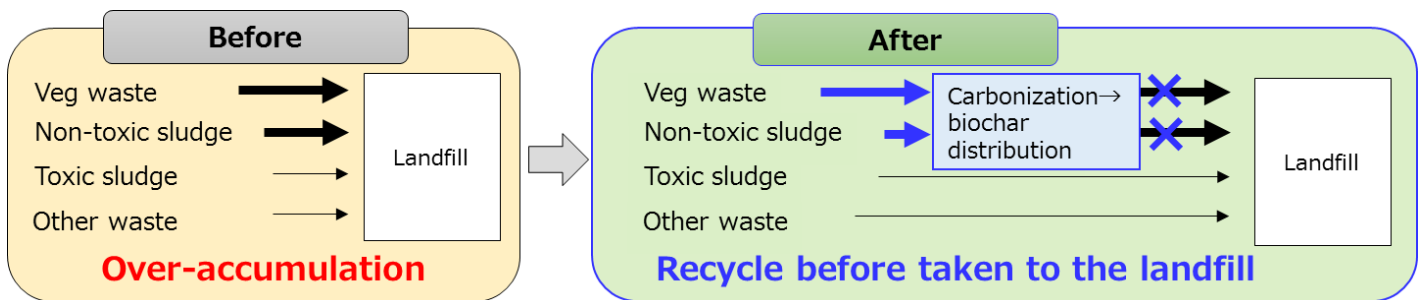 Before
Veg waste
Non-toxic sludge
Toxic sludge
Other waste
Landfill
Over-accumulation
After
Veg waste
Non-toxic sludge
Toxic sludge
Other waste
Carbonization→
biochar
distribution
Landfill
Recycle before taken to the landfill